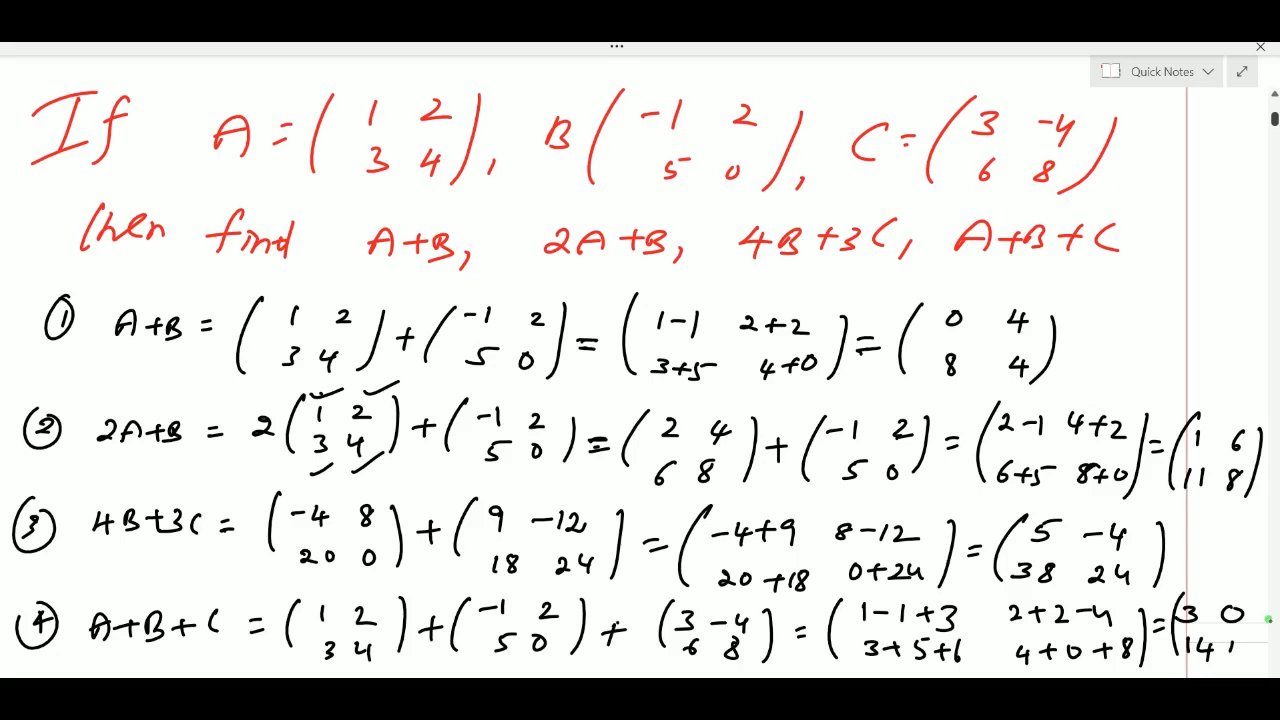 Quick Notes
If A = ( 1 2 ; 3 4 ), B ( -1 2 ; 5 0 ), C = ( 3 -4 ; 6 8 )
then find A+B, 2A+B, 4B+3C, A+B+C
① A+B = ( 1 2 ; 3 4 ) + ( -1 2 ; 5 0 ) = ( 1-1 2+2 ; 3+5 4+0 ) = ( 0 4 ; 8 4 )
② 2A+B = 2 ( 1 2 ; 3 4 ) + ( -1 2 ; 5 0 ) = ( 2 4 ; 6 8 ) + ( -1 2 ; 5 0 ) = ( 2-1 4+2 ; 6+5 8+0 ) = ( 1 6 ; 11 8 )
③ 4B+3C = ( -4 8 ; 20 0 ) + ( 9 -12 ; 18 24 ) = ( -4+9 8-12 ; 20+18 0+24 ) = ( 5 -4 ; 38 24 )
④ A+B+C = ( 1 2 ; 3 4 ) + ( -1 2 ; 5 0 ) + ( 3 -4 ; 6 8 ) = ( 1-1+3 2+2-4 ; 3+5+6 4+0+8 ) = ( 3 0 ; 14